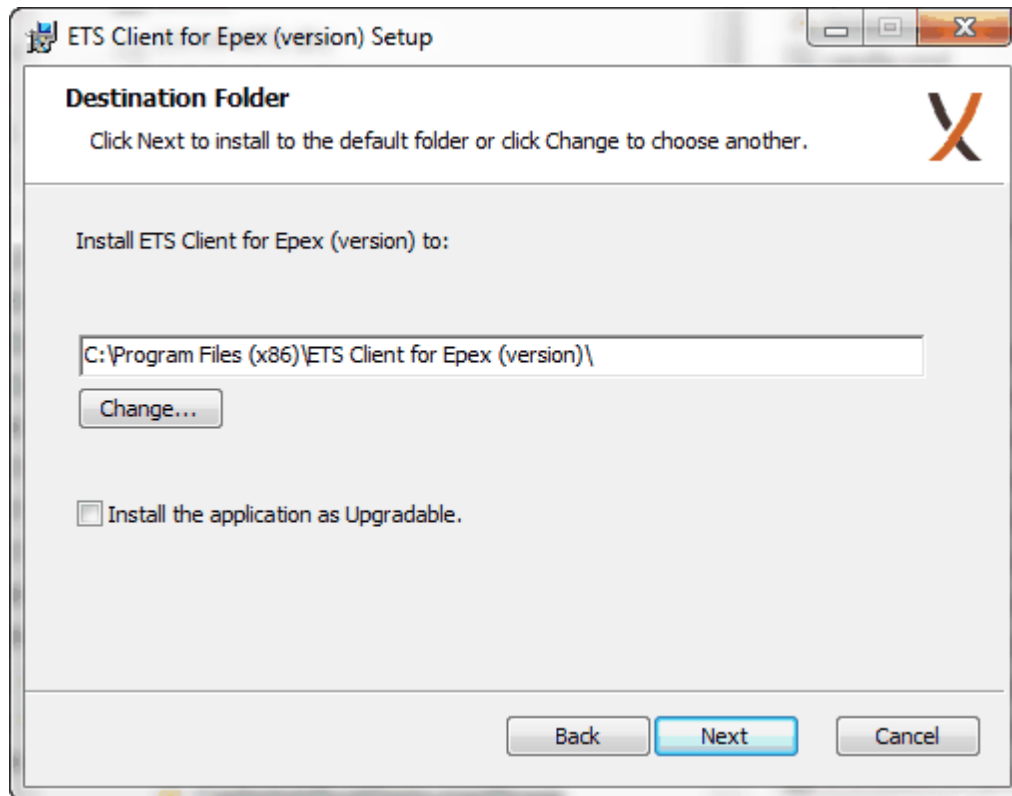 ETS Client for Epex (version) Setup
Destination Folder
Click Next to install to the default folder or click Change to choose another.
Install ETS Client for Epex (version) to:
C:\Program Files (x86)\ETS Client for Epex (version)\
Change...
Install the application as Upgradable.
Back Next Cancel